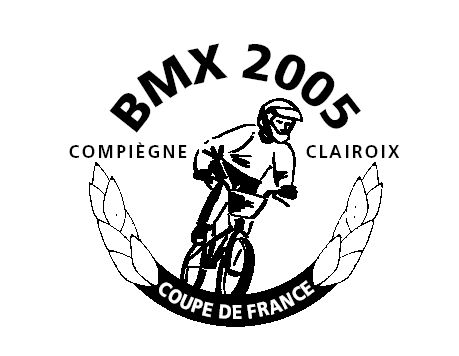 BMX 2005
COMPIÈGNE CLAIROIX
COUPE DE FRANCE